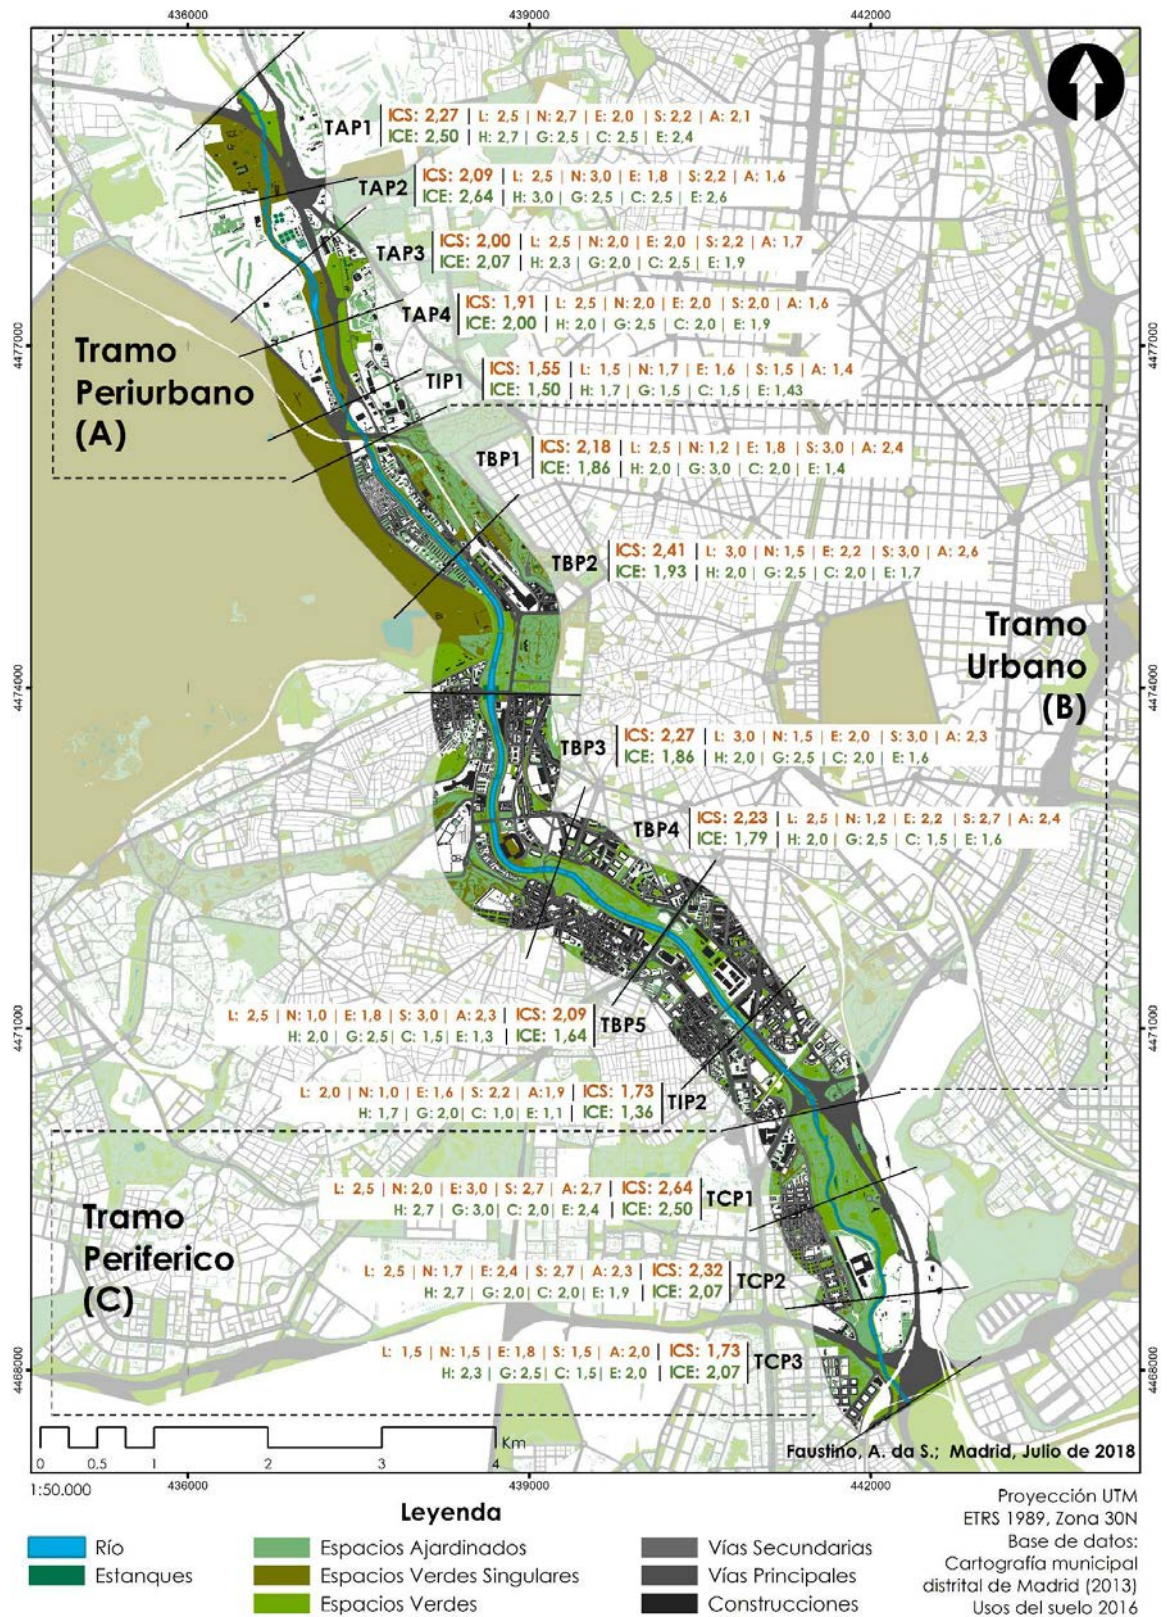 436000
439000
442000
TAP1
ICS: 2,27 | L: 2,5 | N: 2,7 | E: 2,0 | S: 2,2 | A: 2,1
ICE: 2,50 | H: 2,7 | G: 2,5 | C: 2,5 | E: 2,4
TAP2
ICS: 2,09 | L: 2,5 | N: 3,0 | E: 1,8 | S: 2,2 | A: 1,6
ICE: 2,64 | H: 3,0 | G: 2,5 | C: 2,5 | E: 2,6
TAP3
ICS: 2,00 | L: 2,5 | N: 2,0 | E: 2,0 | S: 2,2 | A: 1,7
ICE: 2,07 | H: 2,3 | G: 2,0 | C: 2,5 | E: 1,9
TAP4
ICS: 1,91 | L: 2,5 | N: 2,0 | E: 2,0 | S: 2,0 | A: 1,6
ICE: 2,00 | H: 2,0 | G: 2,5 | C: 2,0 | E: 1,9
4477000
4477000
Tramo
Periurbano
(A)
TIP1
ICS: 1,55 | L: 1,5 | N: 1,7 | E: 1,6 | S: 1,5 | A: 1,4
ICE: 1,50 | H: 1,7 | G: 1,5 | C: 1,5 | E: 1,43
TBP1
ICS: 2,18 | L: 2,5 | N: 1,2 | E: 1,8 | S: 3,0 | A: 2,4
ICE: 1,86 | H: 2,0 | G: 3,0 | C: 2,0 | E: 1,4
TBP2
ICS: 2,41 | L: 3,0 | N: 1,5 | E: 2,2 | S: 3,0 | A: 2,6
ICE: 1,93 | H: 2,0 | G: 2,5 | C: 2,0 | E: 1,7
Tramo
Urbano
(B)
4474000
4474000
TBP3
ICS: 2,27 | L: 3,0 | N: 1,5 | E: 2,0 | S: 3,0 | A: 2,3
ICE: 1,86 | H: 2,0 | G: 2,5 | C: 2,0 | E: 1,6
TBP4
ICS: 2,23 | L: 2,5 | N: 1,2 | E: 2,2 | S: 2,7 | A: 2,4
ICE: 1,79 | H: 2,0 | G: 2,5 | C: 1,5 | E: 1,6
L: 2,5 | N: 1,0 | E: 1,8 | S: 3,0 | A: 2,3 | ICS: 2,09
H: 2,0 | G: 2,5 | C: 1,5 | E: 1,3 | ICE: 1,64
TBP5
4471000
4471000
L: 2,0 | N: 1,0 | E: 1,6 | S: 2,2 | A:1,9 | ICS: 1,73
H: 1,7 | G: 2,0 | C: 1,0 | E: 1,1 | ICE: 1,36
TIP2
L: 2,5 | N: 2,0 | E: 3,0 | S: 2,7 | A: 2,7 | ICS: 2,64
H: 2,7 | G: 3,0 | C: 2,0 | E: 2,4 | ICE: 2,50
TCP1
Tramo
Periferico
(C)
L: 2,5 | N: 1,7 | E: 2,4 | S: 2,7 | A: 2,3 | ICS: 2,32
H: 2,7 | G: 2,0 | C: 2,0 | E: 1,9 | ICE: 2,07
TCP2
L: 1,5 | N: 1,5 | E: 1,8 | S: 1,5 | A: 2,0 | ICS: 1,73
H: 2,3 | G: 2,5 | C: 1,5 | E: 2,0 | ICE: 2,07
TCP3
4468000
4468000
Km
0 0,5 1 2 3 4
Faustino, A. da S.; Madrid, Julio de 2018
1:50.000
436000
439000
442000
Leyenda
Río
Estanques
Espacios Ajardinados
Espacios Verdes Singulares
Espacios Verdes
Vías Secundarias
Vías Principales
Construcciones
Proyección UTM
ETRS 1989, Zona 30N
Base de datos:
Cartografía municipal
distrital de Madrid (2013)
Usos del suelo 2016